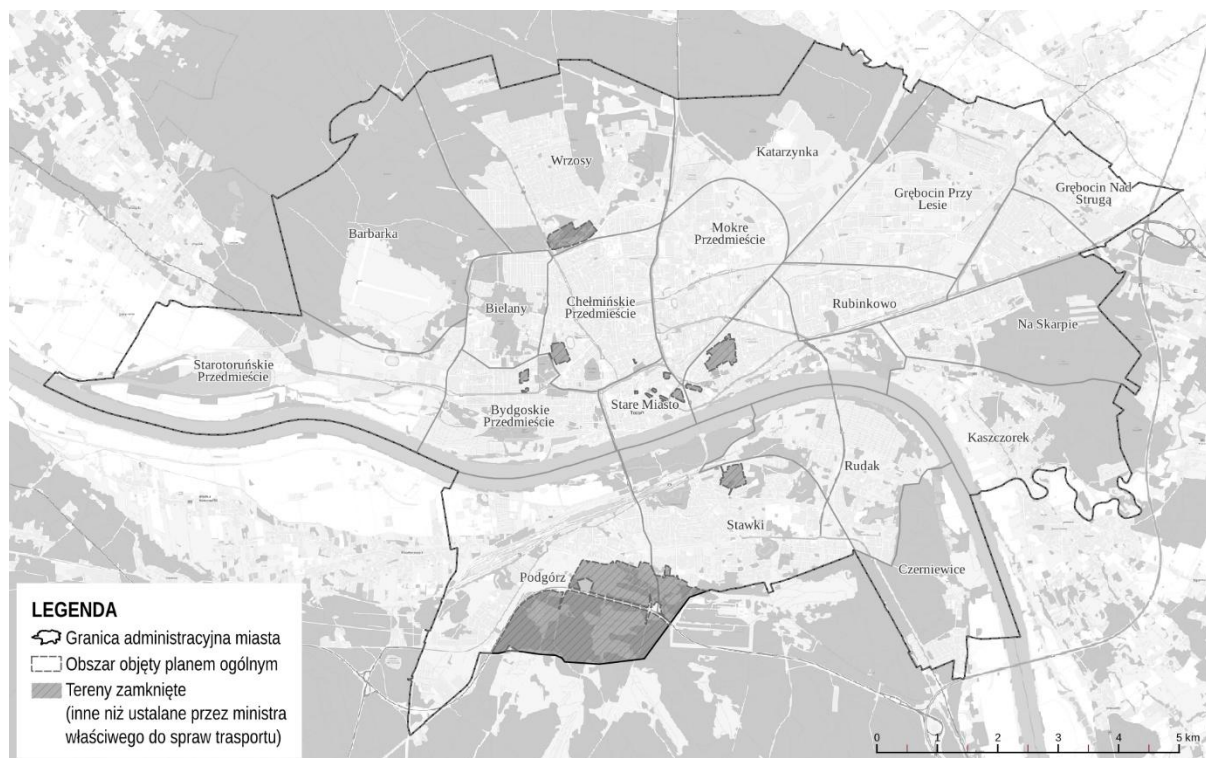 Wrzosy
Katarzynka
Grębocin Przy
Lesie
Grębocin Nad
Strugą
Barbarka
Mokre
Przedmieście
Bielany
Chełmińskie
Przedmieście
Rubinkowo
Na Skarpie
Starotoruńskie
Przedmieście
Bydgoskie
Przedmieście
Stare Miasto
Kaszczorek
Rudak
Stawki
Podgórz
Czerniewice
LEGENDA
Granica administracyjna miasta
Obszar objęty planem ogólnym
Tereny zamknięte
(inne niż ustalane przez ministra
właściwego do spraw trasportu)
0 1 2 3 4 5 km